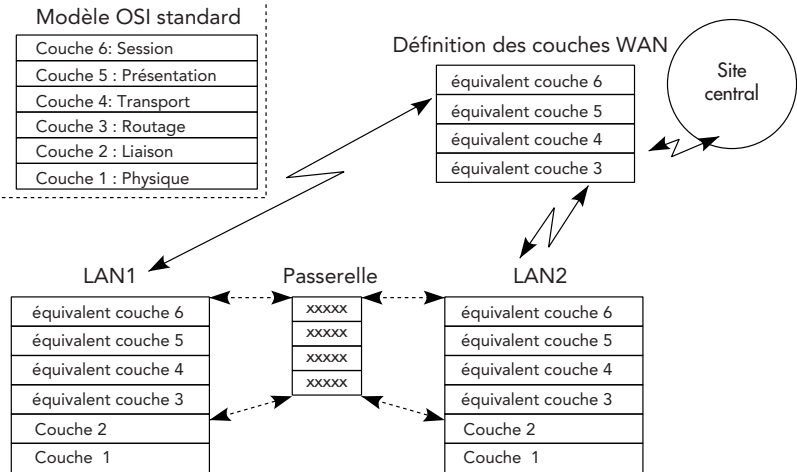 Modèle OSI standard
Couche 6: Session
Couche 5 : Présentation
Couche 4: Transport
Couche 3 : Routage
Couche 2 : Liaison
Couche 1 : Physique
Définition des couches WAN
équivalent couche 6
équivalent couche 5
équivalent couche 4
équivalent couche 3
Site
central
LAN1
équivalent couche 6
équivalent couche 5
équivalent couche 4
équivalent couche 3
Couche 2
Couche 1
Passerelle
xxxxx
xxxxx
xxxxx
xxxxx
LAN2
équivalent couche 6
équivalent couche 5
équivalent couche 4
équivalent couche 3
Couche 2
Couche 1